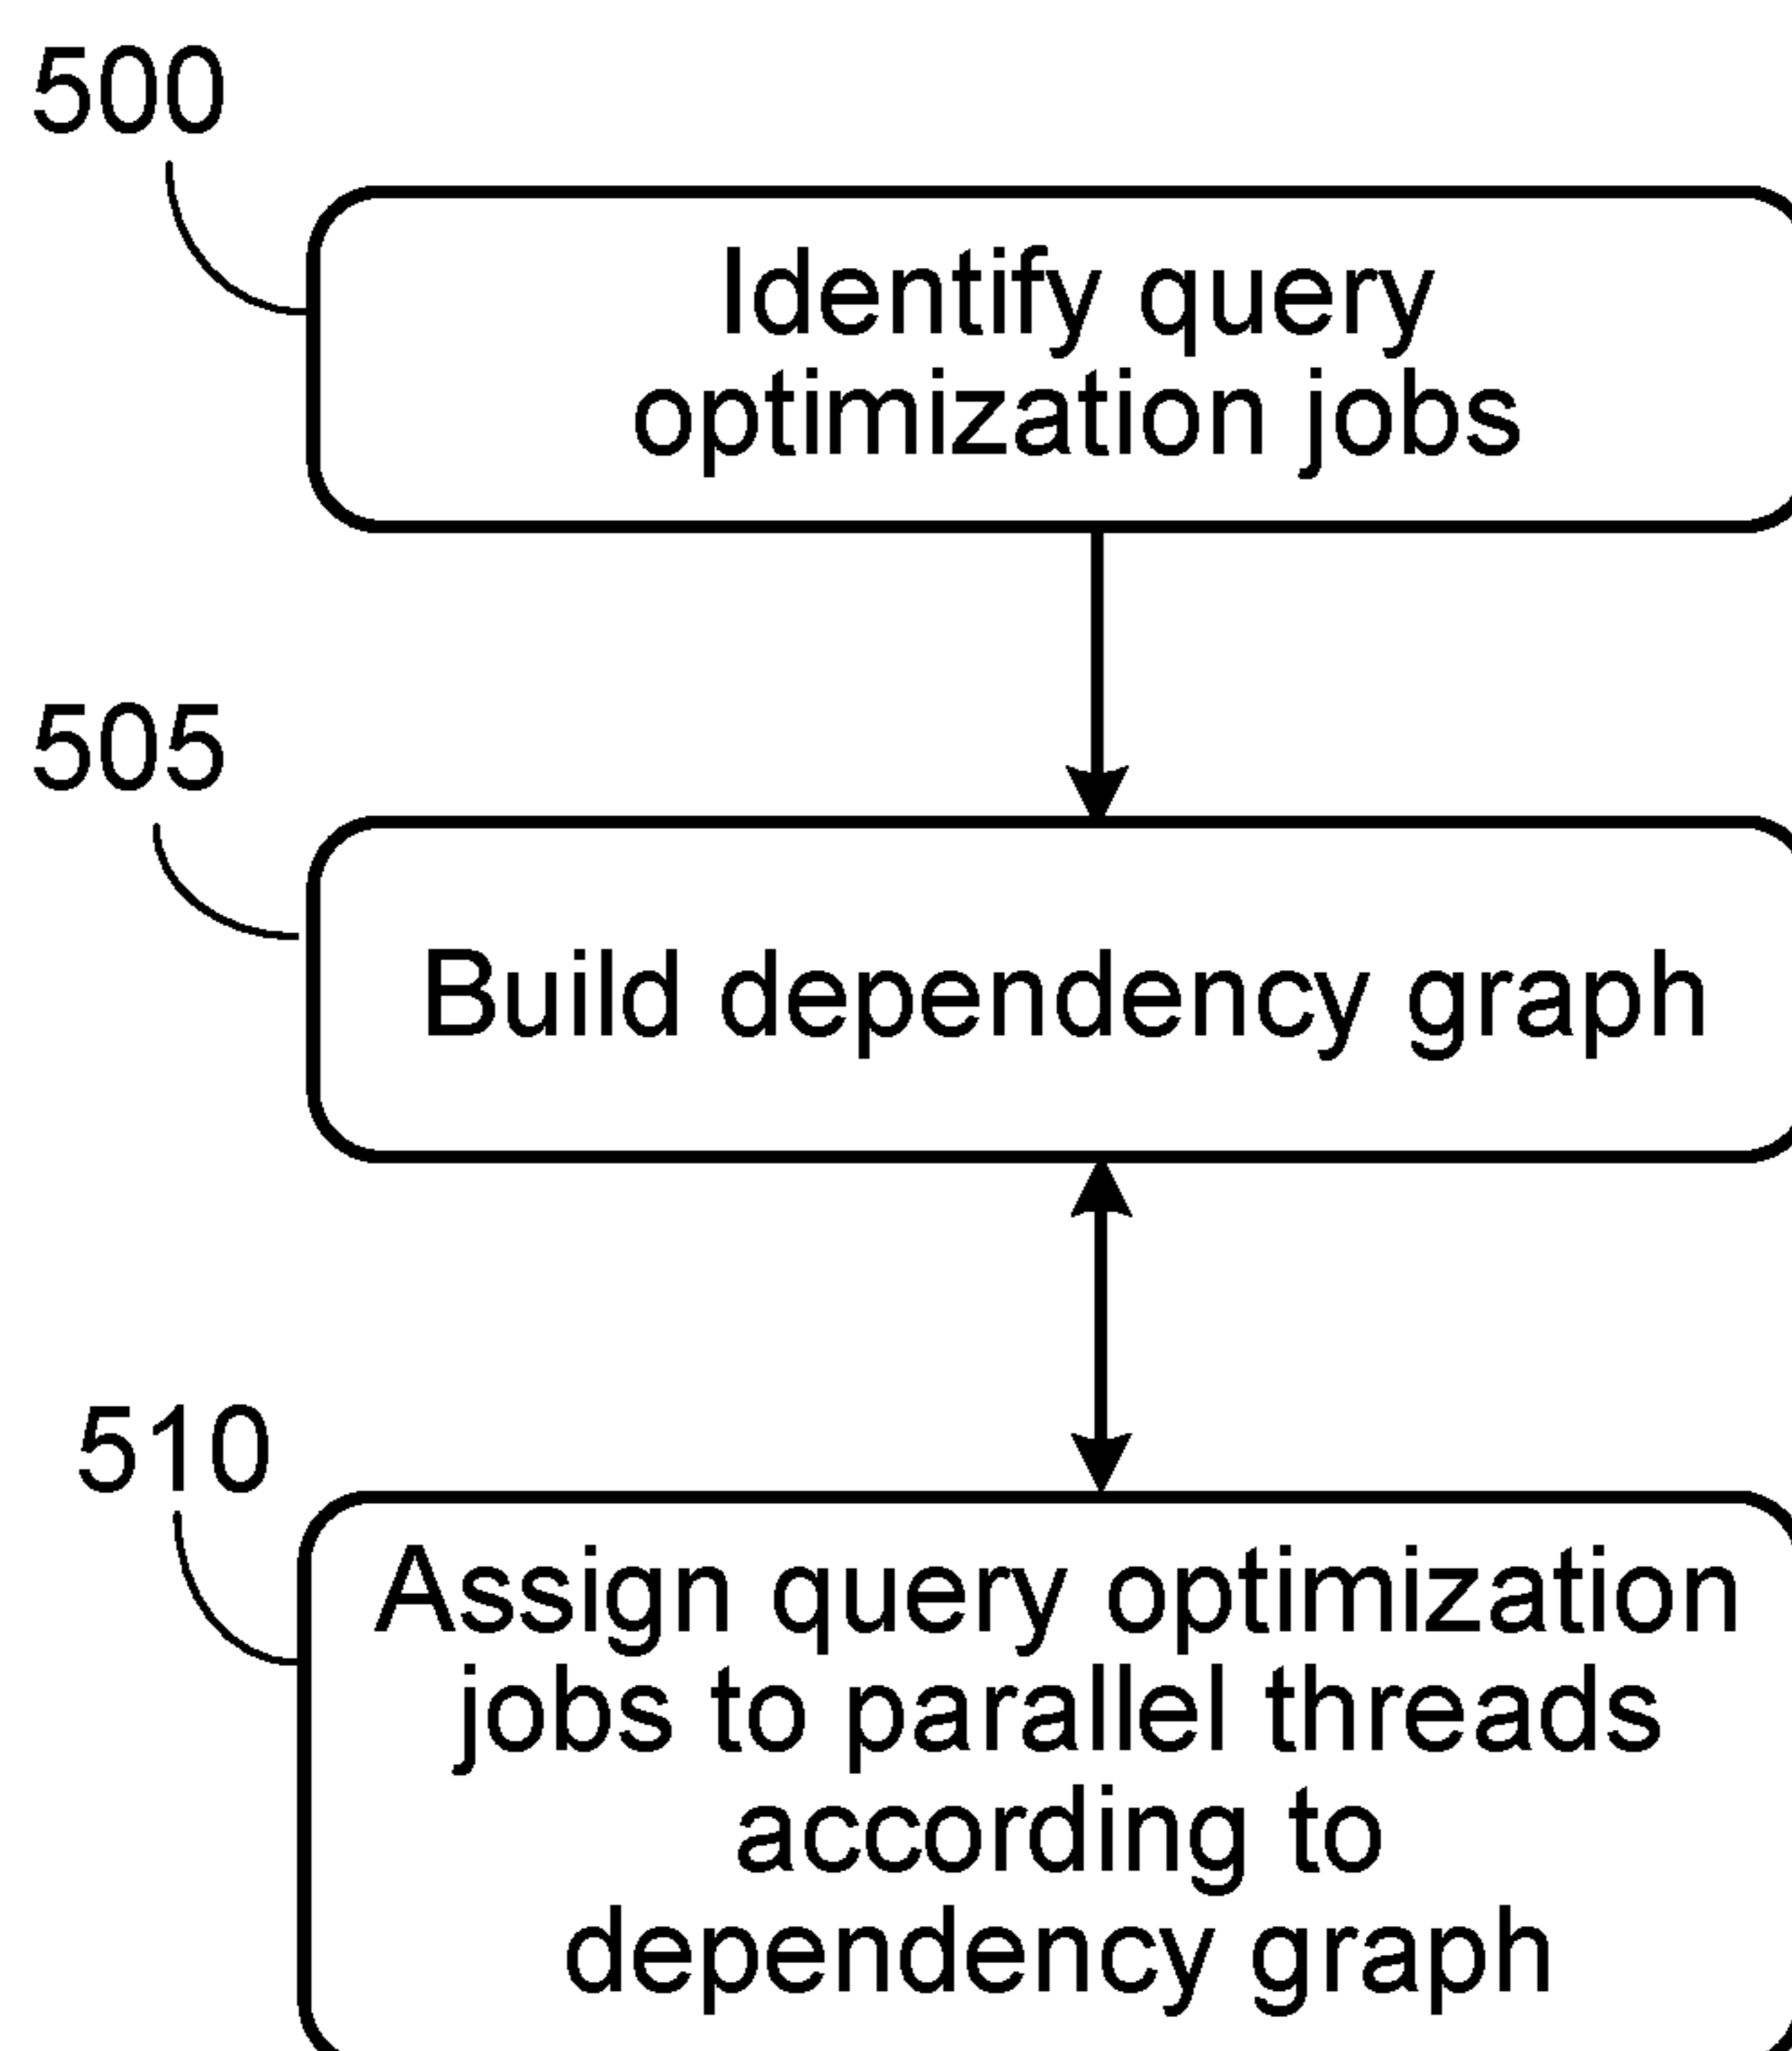 500
Identify query
optimization jobs
505
Build dependency graph
510
Assign query optimization
jobs to parallel threads
according to
dependency graph